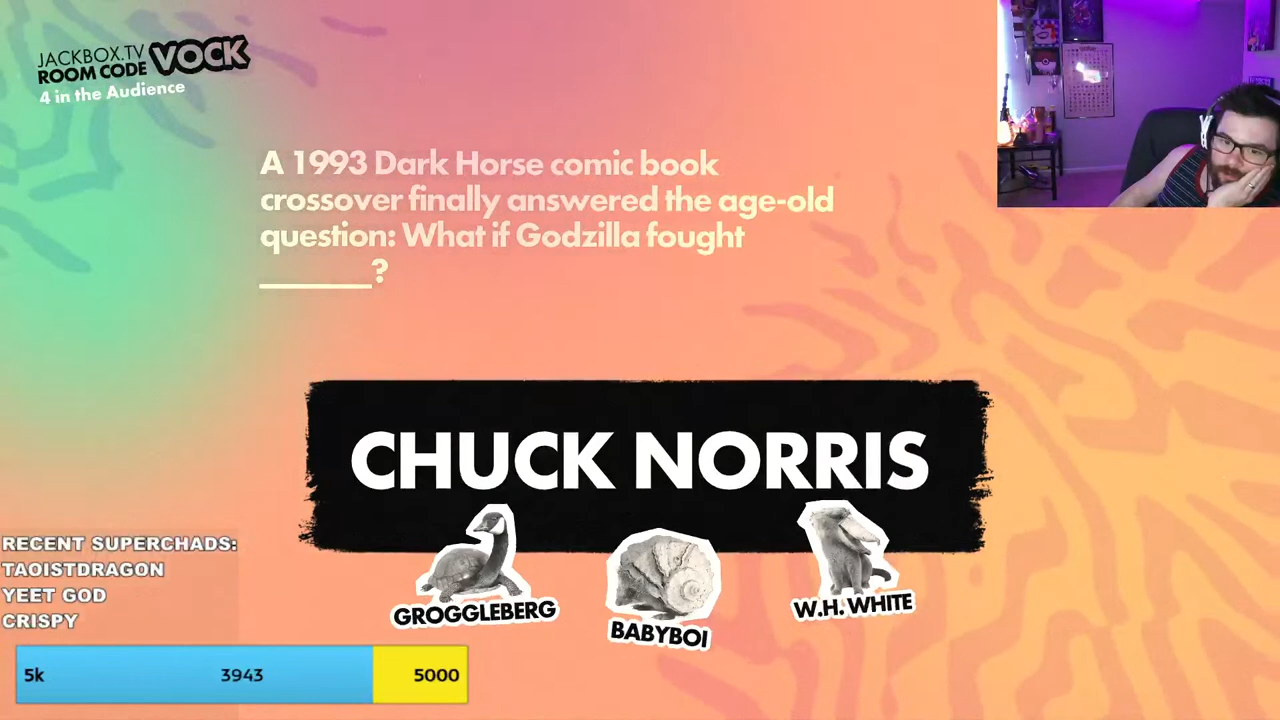 JACKBOX.TV
ROOM CODE VOCK
4 in the Audience
A 1993 Dark Horse comic book
crossover finally answered the age-old
question: What if Godzilla fought
________?
CHUCK NORRIS
GROGGLEBERG
BABYBOI
W.H. WHITE
RECENT SUPERCHADS:
TAOISTDRAGON
YEET GOD
CRISPY
5k 3943 5000